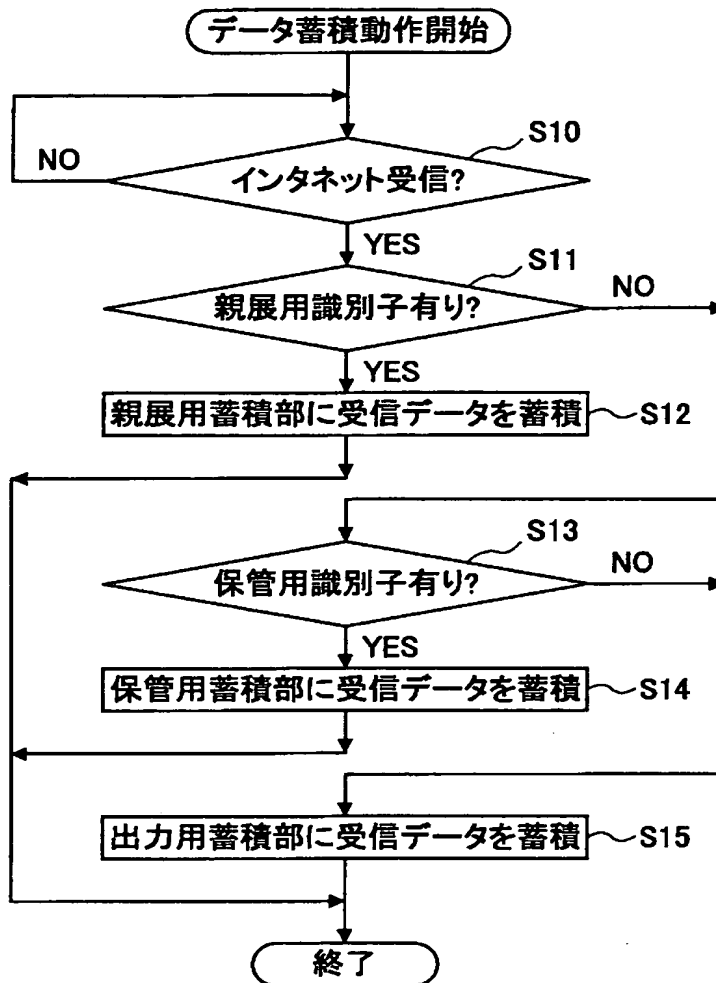 データ蓄積動作開始
S10
NO
インタネット受信?
YES
S11
NO
親展用識別子有り?
YES
親展用蓄積部に受信データを蓄積
S12
S13
NO
保管用識別子有り?
YES
保管用蓄積部に受信データを蓄積
S14
出力用蓄積部に受信データを蓄積
S15
終了